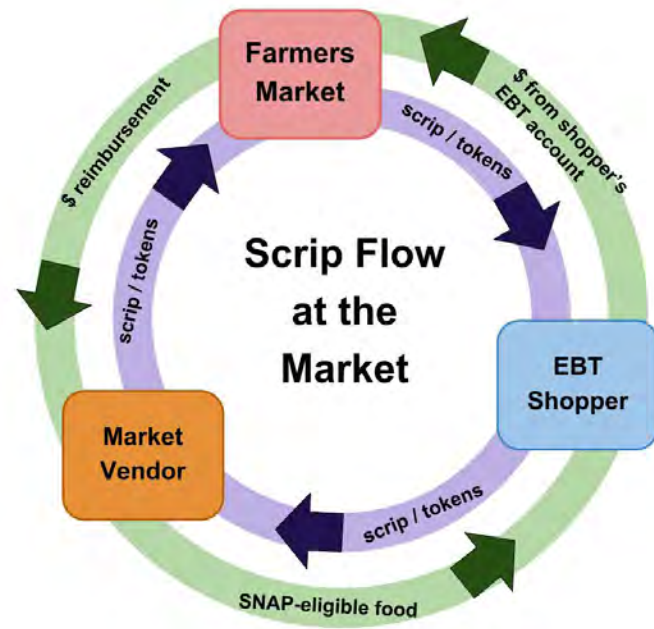 Farmers
Market
$ from shopper's
EBT account
$ reimbursement
scrip / tokens
scrip / tokens
Scrip Flow
at the
Market
EBT
Shopper
Market
Vendor
scrip / tokens
SNAP-eligible food